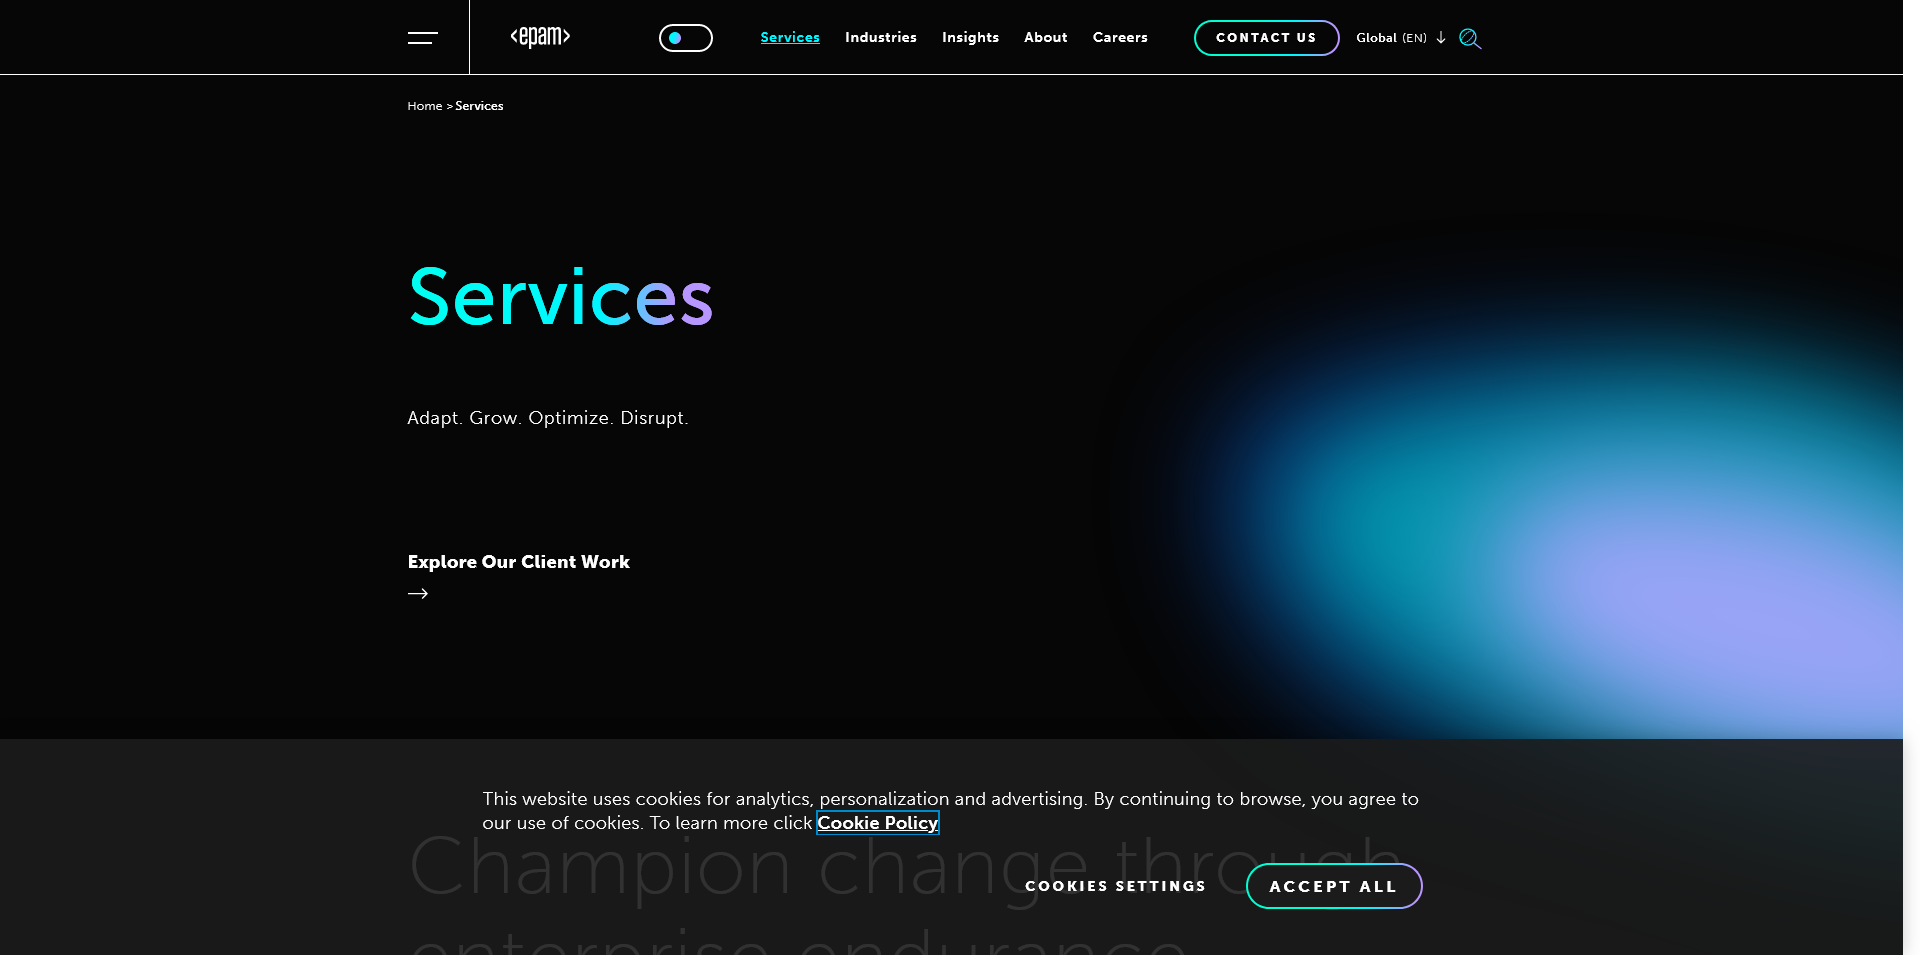 <epam>
Services
Industries
Insights
About
Careers
CONTACT US
Global (EN)
Home > Services
Services
Adapt. Grow. Optimize. Disrupt.
Explore Our Client Work
This website uses cookies for analytics, personalization and advertising. By continuing to browse, you agree to
our use of cookies. To learn more click Cookie Policy
Champion change through
enterprise endurance
COOKIES SETTINGS
ACCEPT ALL